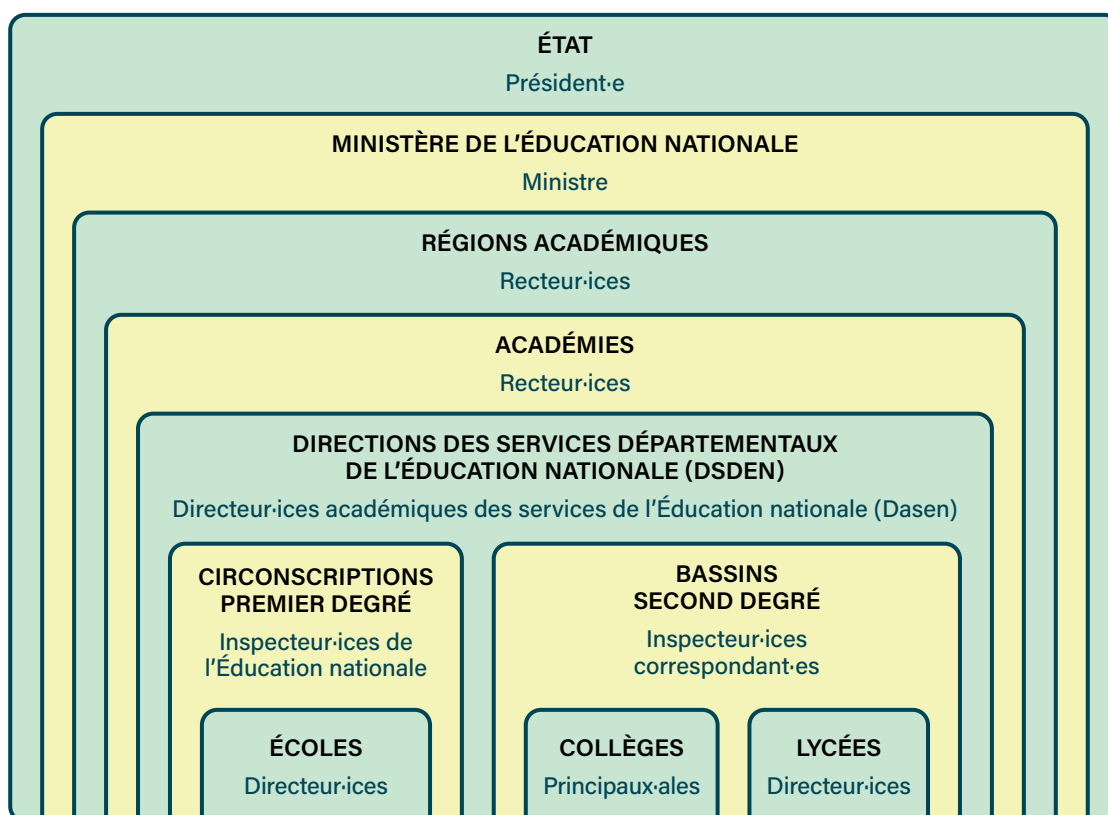 ÉTAT
Président·e
MINISTÈRE DE L'ÉDUCATION NATIONALE
Ministre
RÉGIONS ACADÉMIQUES
Recteur·ices
ACADÉMIES
Recteur·ices
DIRECTIONS DES SERVICES DÉPARTEMENTAUX
DE L'ÉDUCATION NATIONALE (DSDEN)
Directeur·ices académiques des services de l'Éducation nationale (Dasen)
CIRCONSCRIPTIONS
PREMIER DEGRÉ
Inspecteur·ices de
l'Éducation nationale
ÉCOLES
Directeur·ices
BASSINS
SECOND DEGRÉ
Inspecteur·ices
correspondant·es
COLLÈGES
Principaux·ales
LYCÉES
Directeur·ices